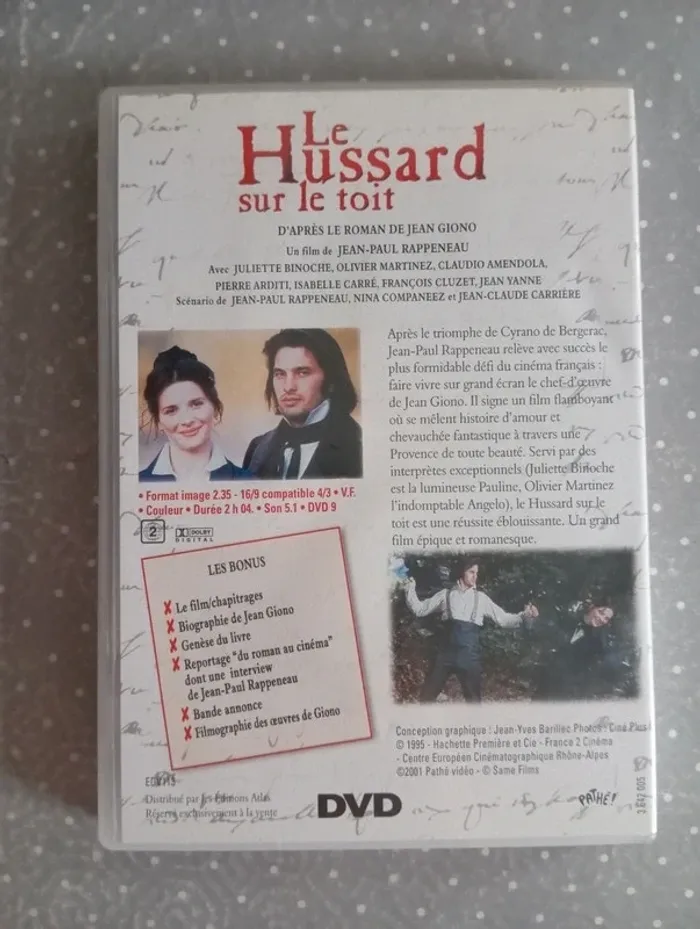 Le
Hussard
sur le toit
D'APRÈS LE ROMAN DE JEAN GIONO
Un film de JEAN-PAUL RAPPENEAU
Avec JULIETTE BINOCHE, OLIVIER MARTINEZ, CLAUDIO AMENDOLA,
PIERRE ARDITI, ISABELLE CARRÉ, FRANÇOIS CLUZET, JEAN YANNE
Scénario de JEAN-PAUL RAPPENEAU, NINA COMPANEEZ et JEAN-CLAUDE CARRIÈRE
Après le triomphe de Cyrano de Bergerac,
Jean-Paul Rappeneau relève avec succès le
plus formidable défi du cinéma français :
faire vivre sur grand écran le chef-d'œuvre
de Jean Giono. Il signe un film flamboyant
où se mêlent histoire d'amour et
chevauchée fantastique à travers une
Provence de toute beauté. Servi par des
interprètes exceptionnels (Juliette Binoche
est la lumineuse Pauline, Olivier Martinez
l'indomptable Angelo), le Hussard sur le
toit est une réussite éblouissante. Un grand
film épique et romanesque.
• Format image 2.35 - 16/9 compatible 4/3 • V.F.
• Couleur • Durée 2 h 04. • Son 5.1 • DVD 9
2
DOLBY
DIGITAL
LES BONUS
✘ Le film/chapitrages
✘ Biographie de Jean Giono
✘ Genèse du livre
✘ Reportage "du roman au cinéma"
dont une interview
de Jean-Paul Rappeneau
✘ Bande annonce
✘ Filmographie des œuvres de Giono
Conception graphique : Jean-Yves Barillec Photos : Ciné Plus
© 1995 - Hachette Première et Cie - France 2 Cinéma
- Centre Européen Cinématographique Rhône-Alpes
©2001 Pathé vidéo - © Same Films
Distribué par les Éditions Atlas
Réservé exclusivement à la vente
DVD
PATHÉ!
3 E42 005